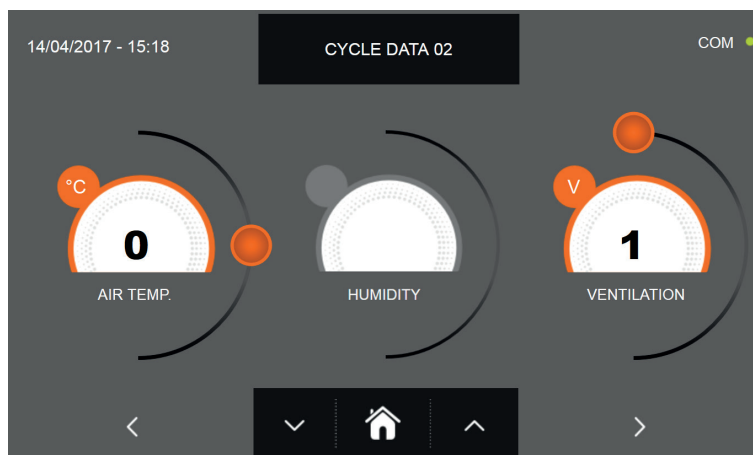 14/04/2017 - 15:18
CYCLE DATA 02
COM
°C
V
0
1
AIR TEMP.
HUMIDITY
VENTILATION